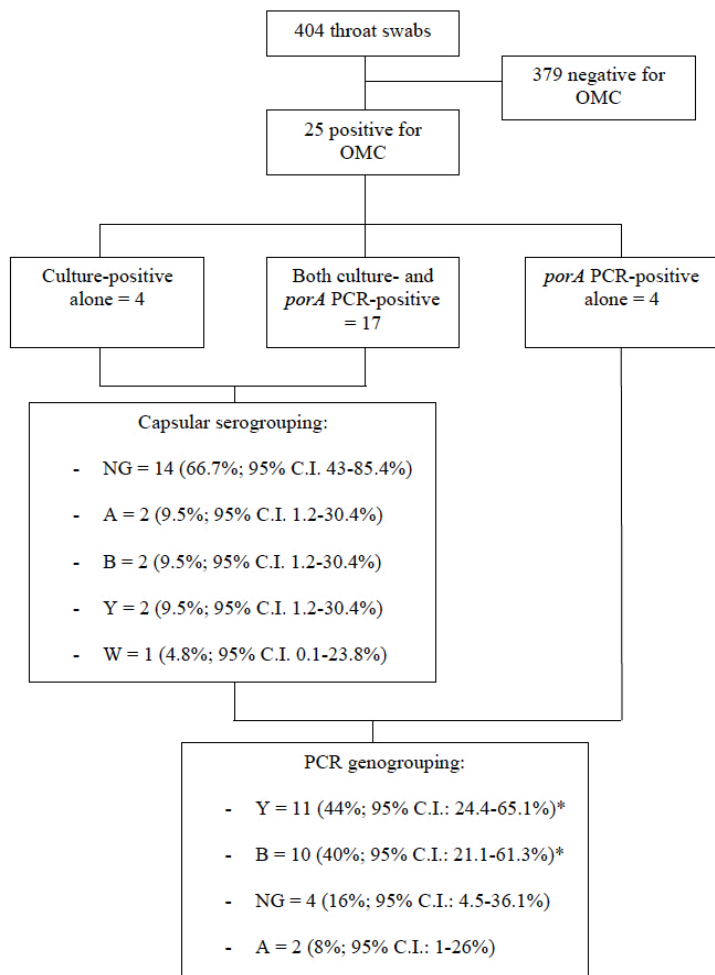 404 throat swabs
379 negative for
OMC
25 positive for
OMC
Culture-positive
alone = 4
Both culture- and
porA PCR-positive
= 17
porA PCR-positive
alone = 4
Capsular serogrouping:
- NG = 14 (66.7%; 95% C.I. 43-85.4%)
- A = 2 (9.5%; 95% C.I. 1.2-30.4%)
- B = 2 (9.5%; 95% C.I. 1.2-30.4%)
- Y = 2 (9.5%; 95% C.I. 1.2-30.4%)
- W = 1 (4.8%; 95% C.I. 0.1-23.8%)
PCR genogrouping:
- Y = 11 (44%; 95% C.I.: 24.4-65.1%)*
- B = 10 (40%; 95% C.I.: 21.1-61.3%)*
- NG = 4 (16%; 95% C.I.: 4.5-36.1%)
- A = 2 (8%; 95% C.I.: 1-26%)